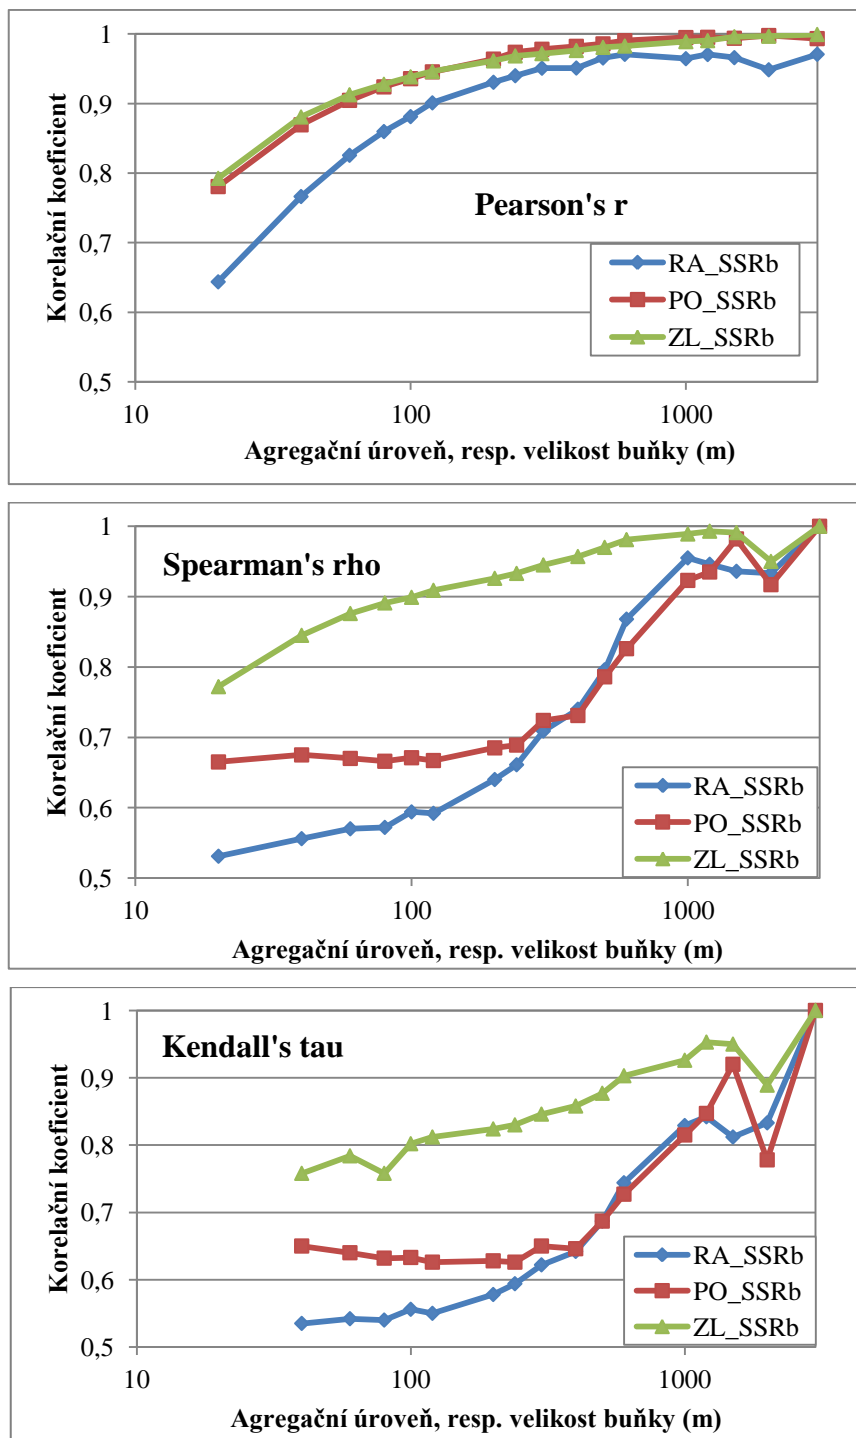 1
0,9
0,8
0,7
0,6
0,5
Korelační koeficient
Pearson's r
RA_SSRb
PO_SSRb
ZL_SSRb
10
100
1000
Agregační úroveň, resp. velikost buňky (m)
1
0,9
0,8
0,7
0,6
0,5
Korelační koeficient
Spearman's rho
RA_SSRb
PO_SSRb
ZL_SSRb
10
100
1000
Agregační úroveň, resp. velikost buňky (m)
1
0,9
0,8
0,7
0,6
0,5
Korelační koeficient
Kendall's tau
RA_SSRb
PO_SSRb
ZL_SSRb
10
100
1000
Agregační úroveň, resp. velikost buňky (m)